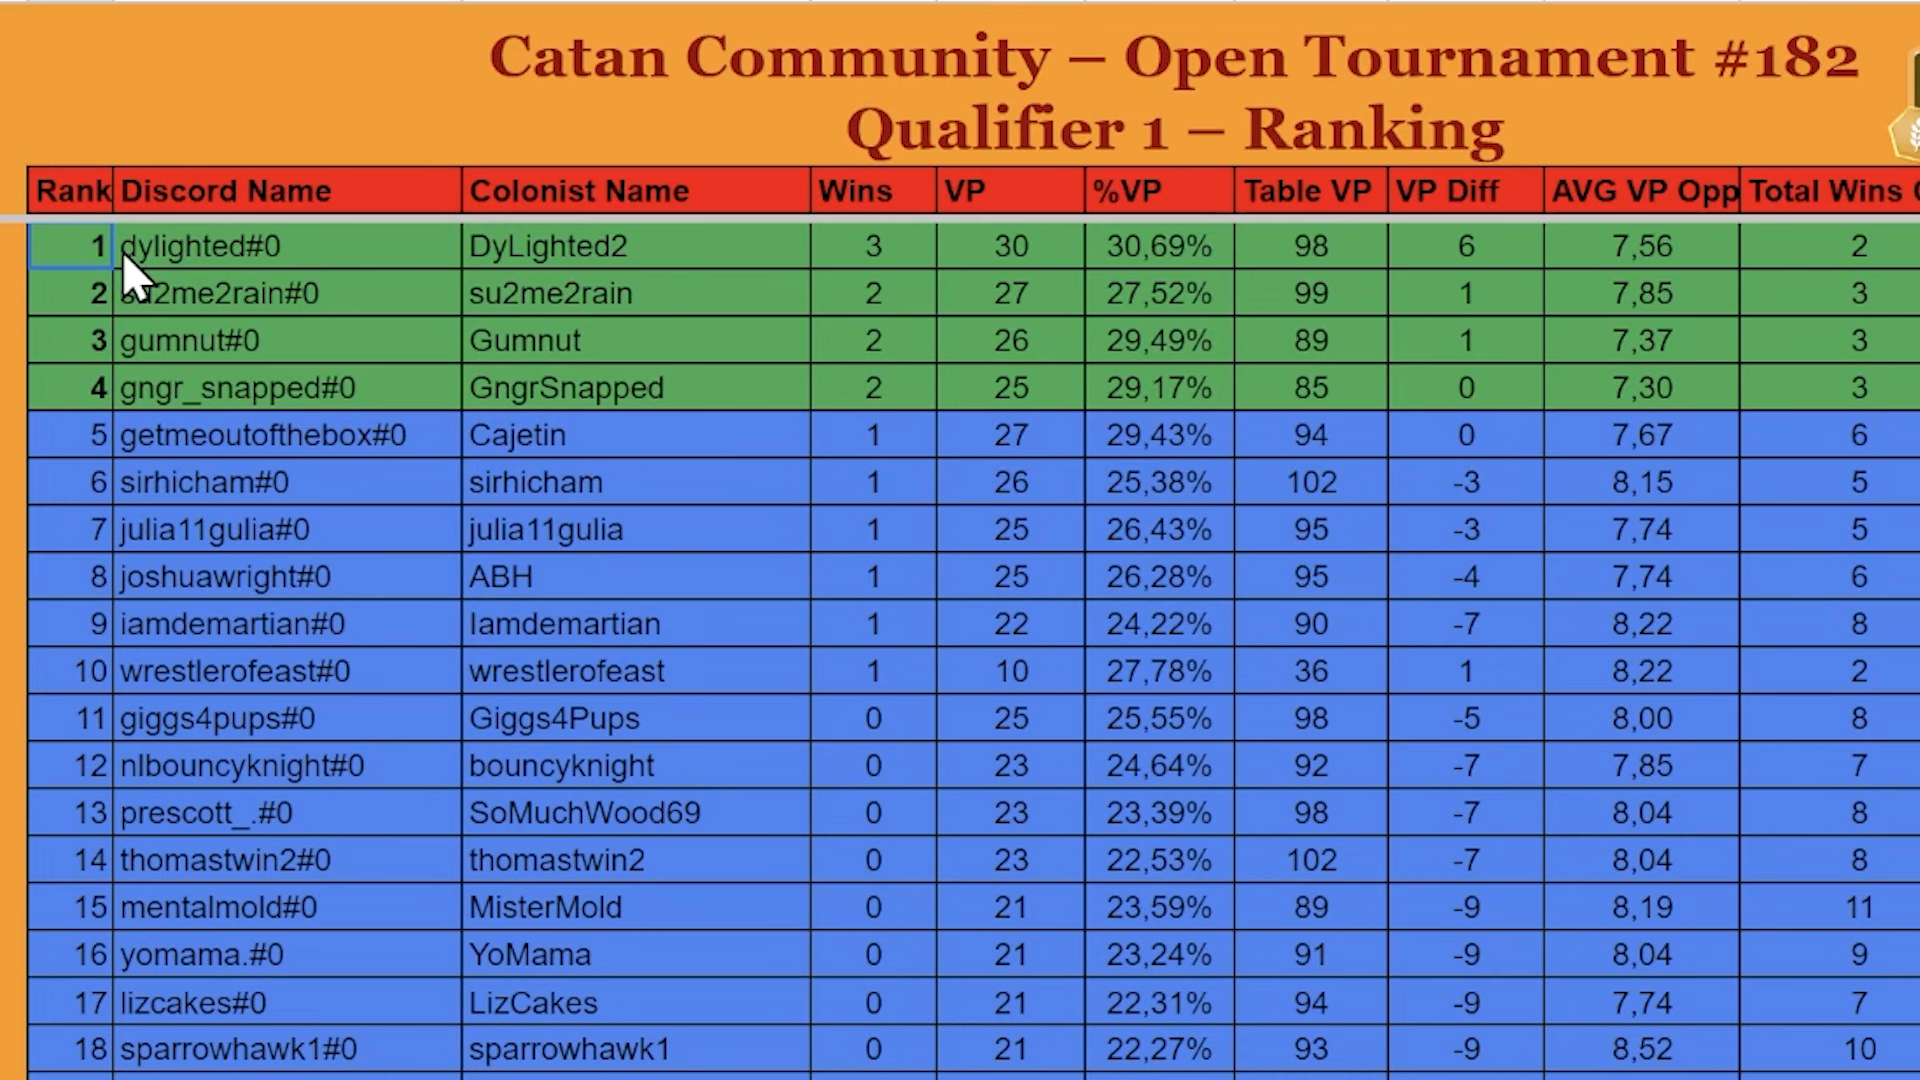 Catan Community – Open Tournament #182
Qualifier 1 – Ranking
Rank Discord Name Colonist Name Wins VP %VP Table VP VP Diff AVG VP Opp Total Wins
1 dylighted#0 DyLighted2 3 30 30,69% 98 6 7,56 2
2 su2me2rain#0 su2me2rain 2 27 27,52% 99 1 7,85 3
3 gumnut#0 Gumnut 2 26 29,49% 89 1 7,37 3
4 gngr_snapped#0 GngrSnapped 2 25 29,17% 85 0 7,30 3
5 getmeoutofthebox#0 Cajetin 1 27 29,43% 94 0 7,67 6
6 sirhicham#0 sirhicham 1 26 25,38% 102 -3 8,15 5
7 julia11gulia#0 julia11gulia 1 25 26,43% 95 -3 7,74 5
8 joshuawright#0 ABH 1 25 26,28% 95 -4 7,74 6
9 iamdemartian#0 Iamdemartian 1 22 24,22% 90 -7 8,22 8
10 wrestlerofeast#0 wrestlerofeast 1 10 27,78% 36 1 8,22 2
11 giggs4pups#0 Giggs4Pups 0 25 25,55% 98 -5 8,00 8
12 nlbouncyknight#0 bouncyknight 0 23 24,64% 92 -7 7,85 7
13 prescott_.#0 SoMuchWood69 0 23 23,39% 98 -7 8,04 8
14 thomastwin2#0 thomastwin2 0 23 22,53% 102 -7 8,04 8
15 mentalmold#0 MisterMold 0 21 23,59% 89 -9 8,19 11
16 yomama.#0 YoMama 0 21 23,24% 91 -9 8,04 9
17 lizcakes#0 LizCakes 0 21 22,31% 94 -9 7,74 7
18 sparrowhawk1#0 sparrowhawk1 0 21 22,27% 93 -9 8,52 10